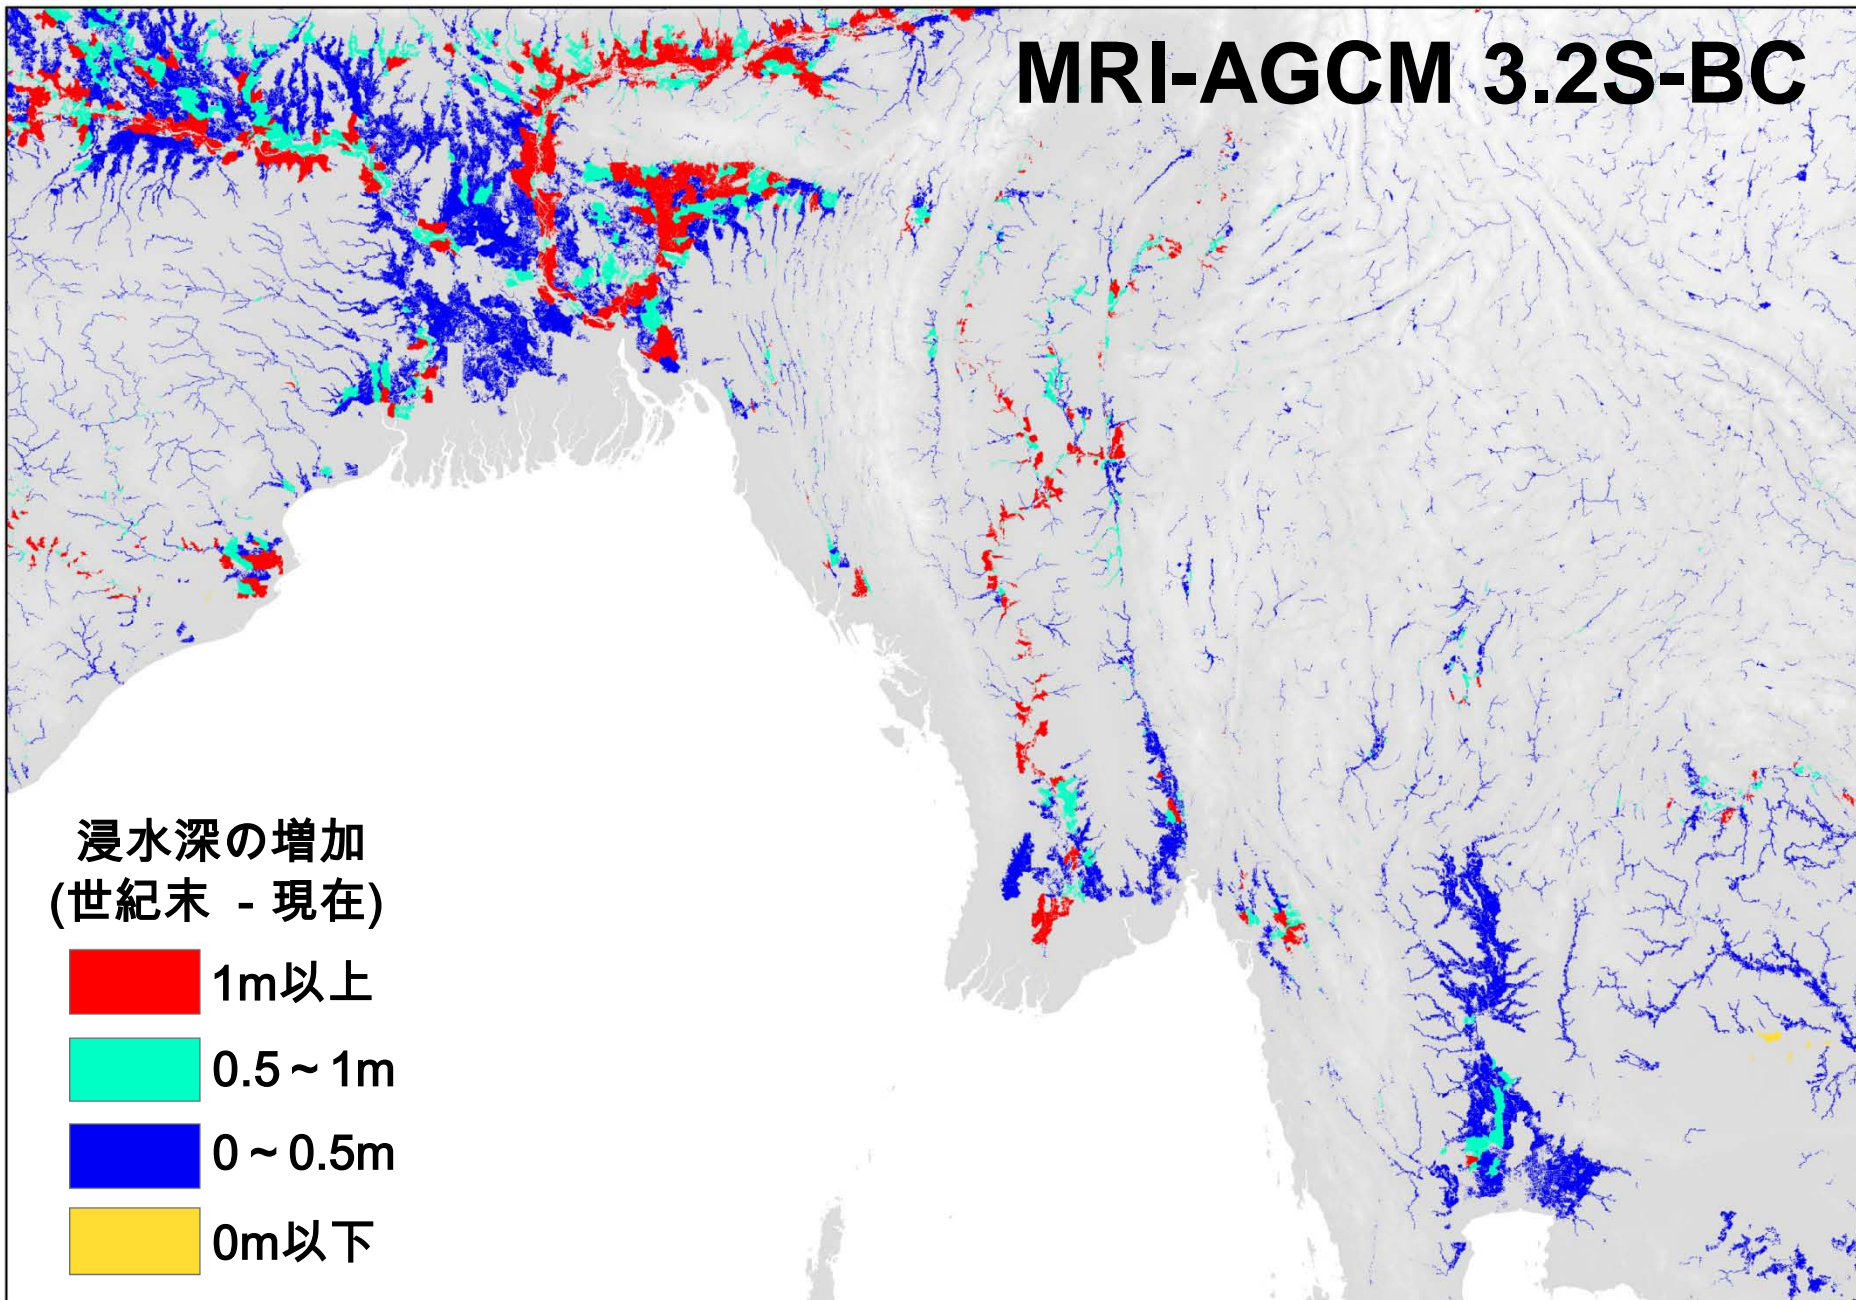 MRI-AGCM 3.2S-BC
浸水深の増加
(世紀末 - 現在)
1m以上
0.5～1m
0～0.5m
0m以下